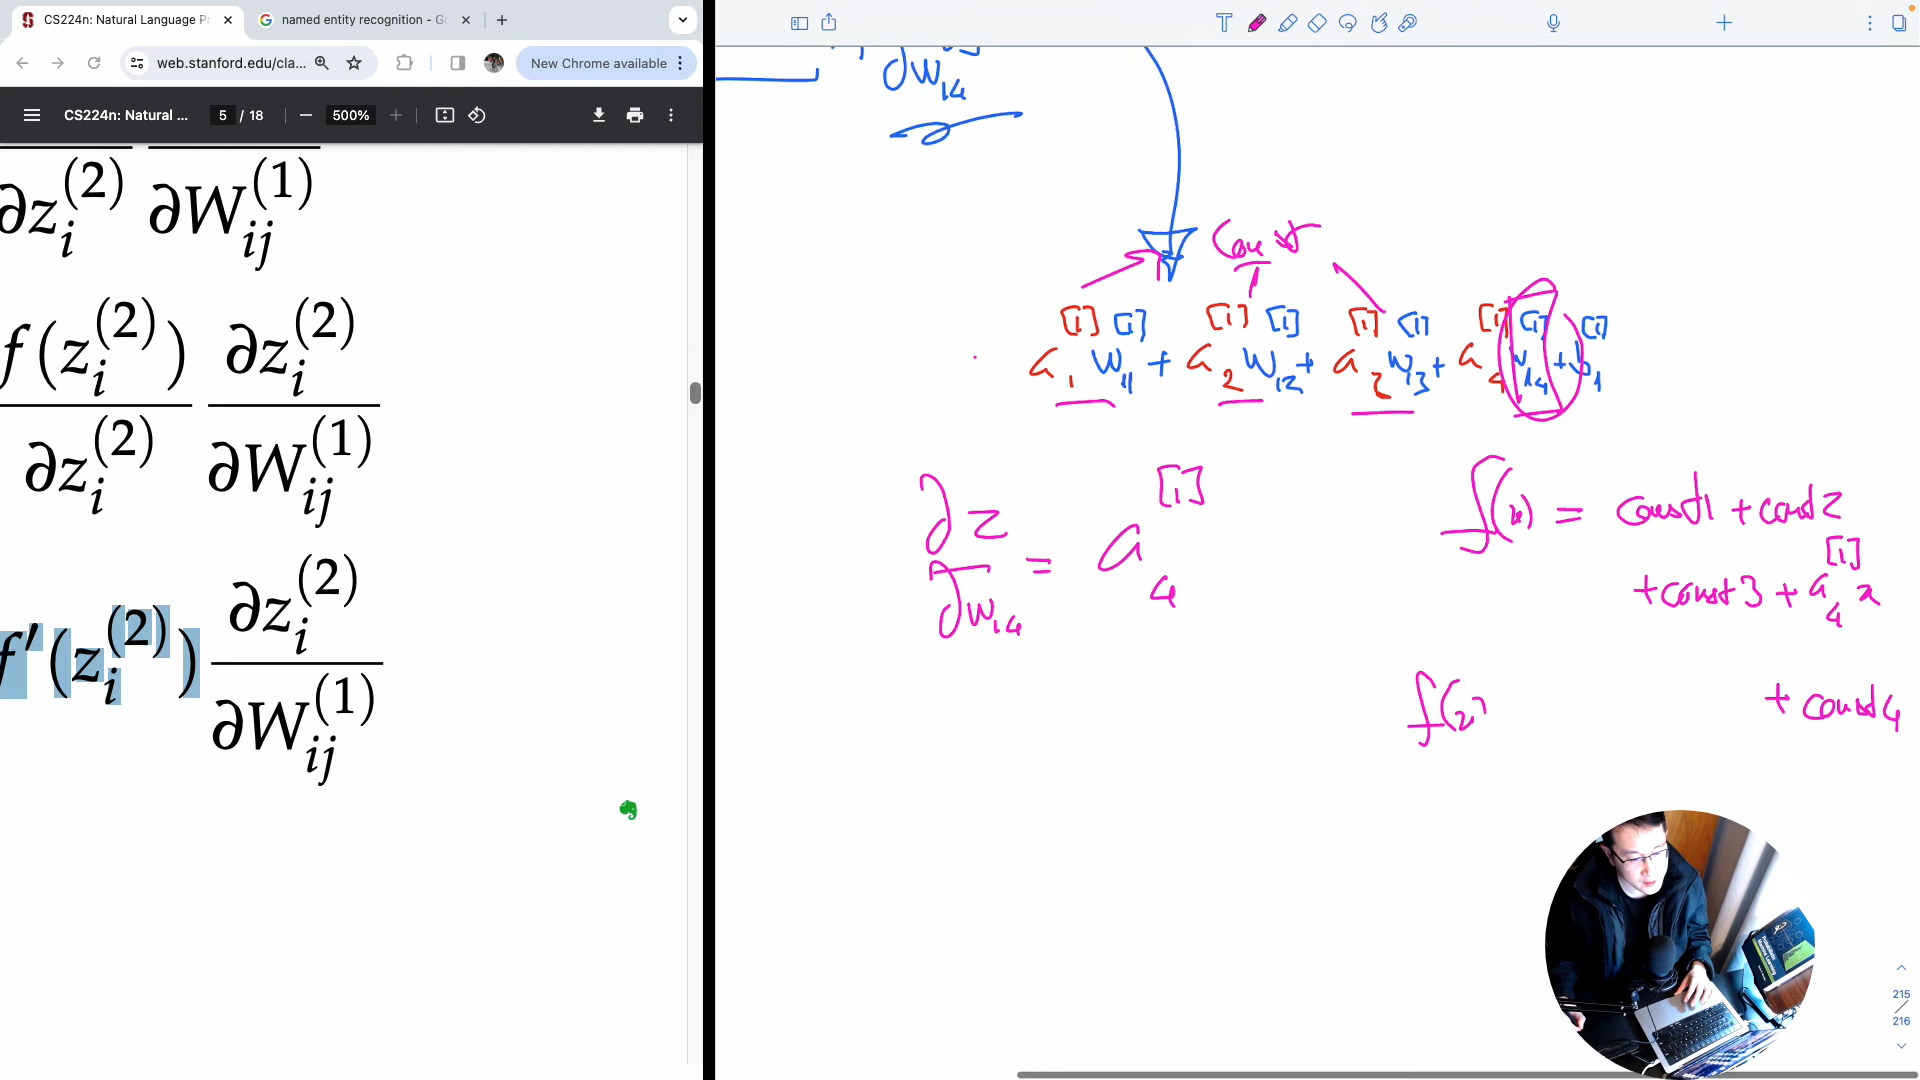 CS224n: Natural Language Pr
named entity recognition - Go
web.stanford.edu/cla...
New Chrome available
CS224n: Natural ...
5 / 18
500%
∂z_i^(2) ∂W_ij^(1)
f(z_i^(2)) ∂z_i^(2)
∂z_i^(2) ∂W_ij^(1)
f′(z_i^(2)) ∂z_i^(2)
∂W_ij^(1)
∂W_14
Const
a_1^[1] W_11^[1] + a_2^[1] W_12^[1] + a_2^[1] W_13^[1] + a_4^[1] W_14^[1] + b_1^[1]
∂z
∂W_14
= a_4^[1]
f(x) = const1 + const2
+ const3 + a_4^[1] x
+ const4
215
216